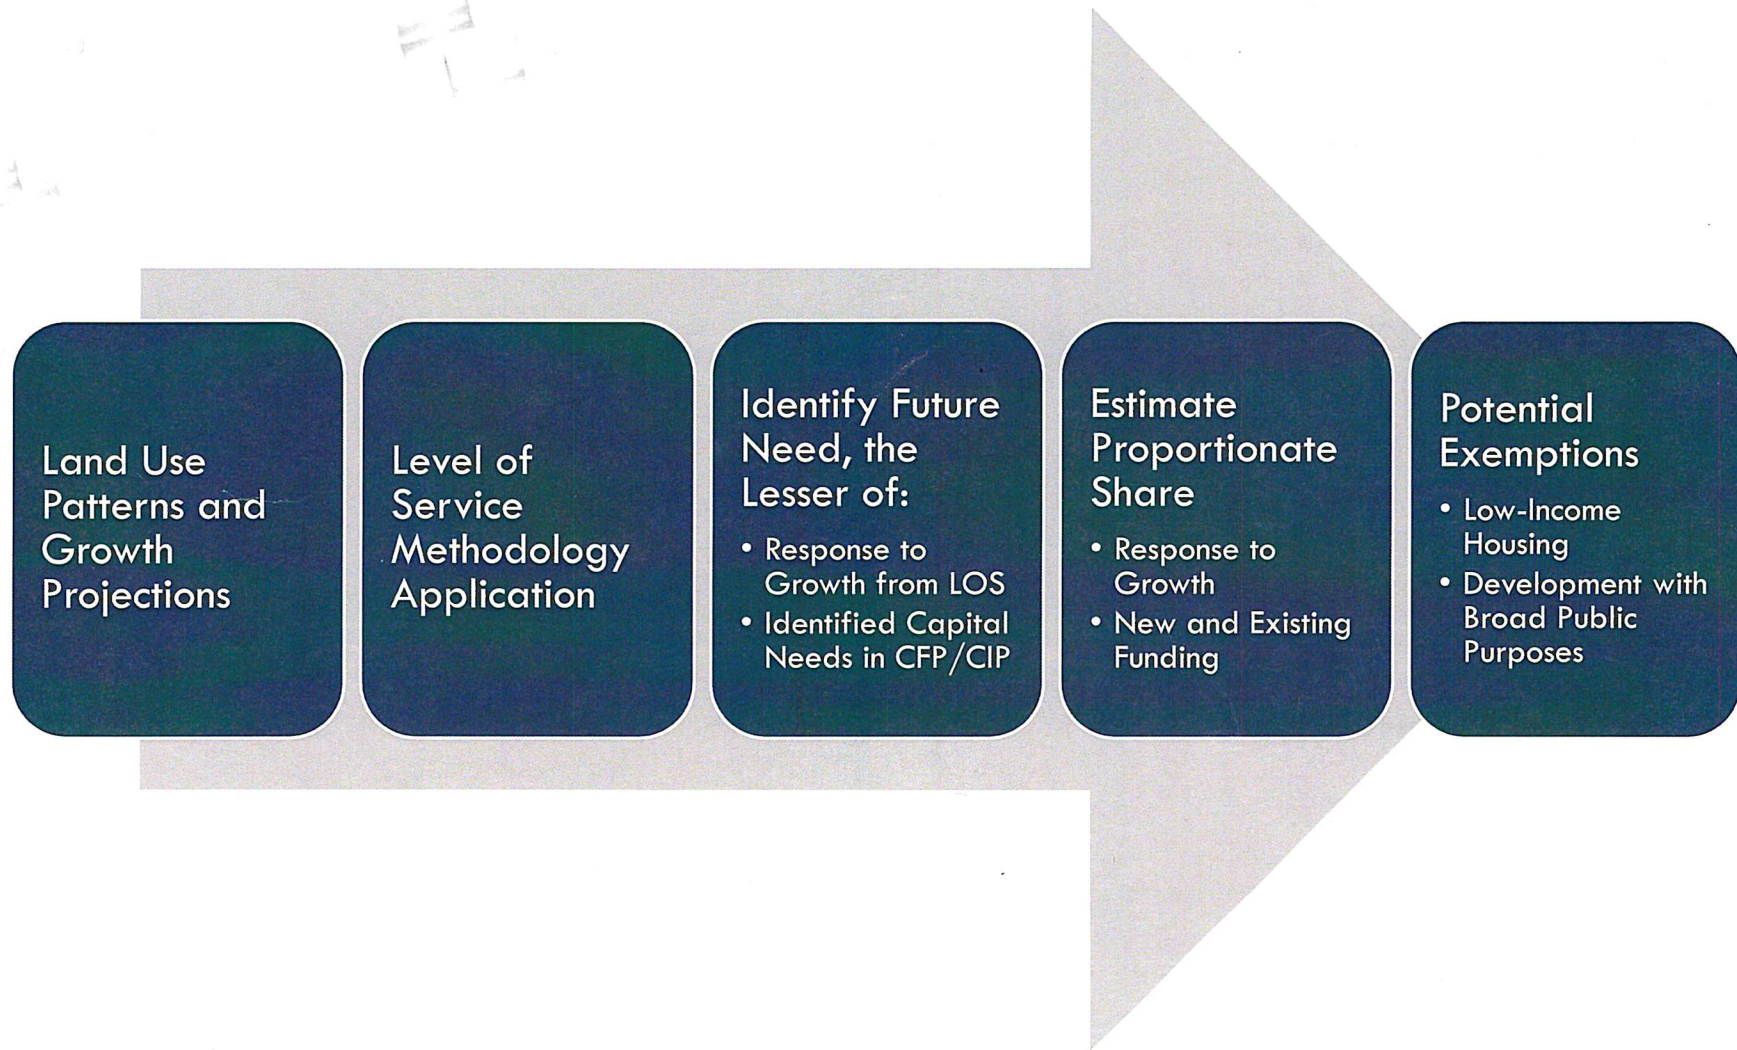 Land Use
Patterns and
Growth
Projections
Level of
Service
Methodology
Application
Identify Future
Need, the
Lesser of:
• Response to
Growth from LOS
• Identified Capital
Needs in CFP/CIP
Estimate
Proportionate
Share
• Response to
Growth
• New and Existing
Funding
Potential
Exemptions
• Low-Income
Housing
• Development with
Broad Public
Purposes